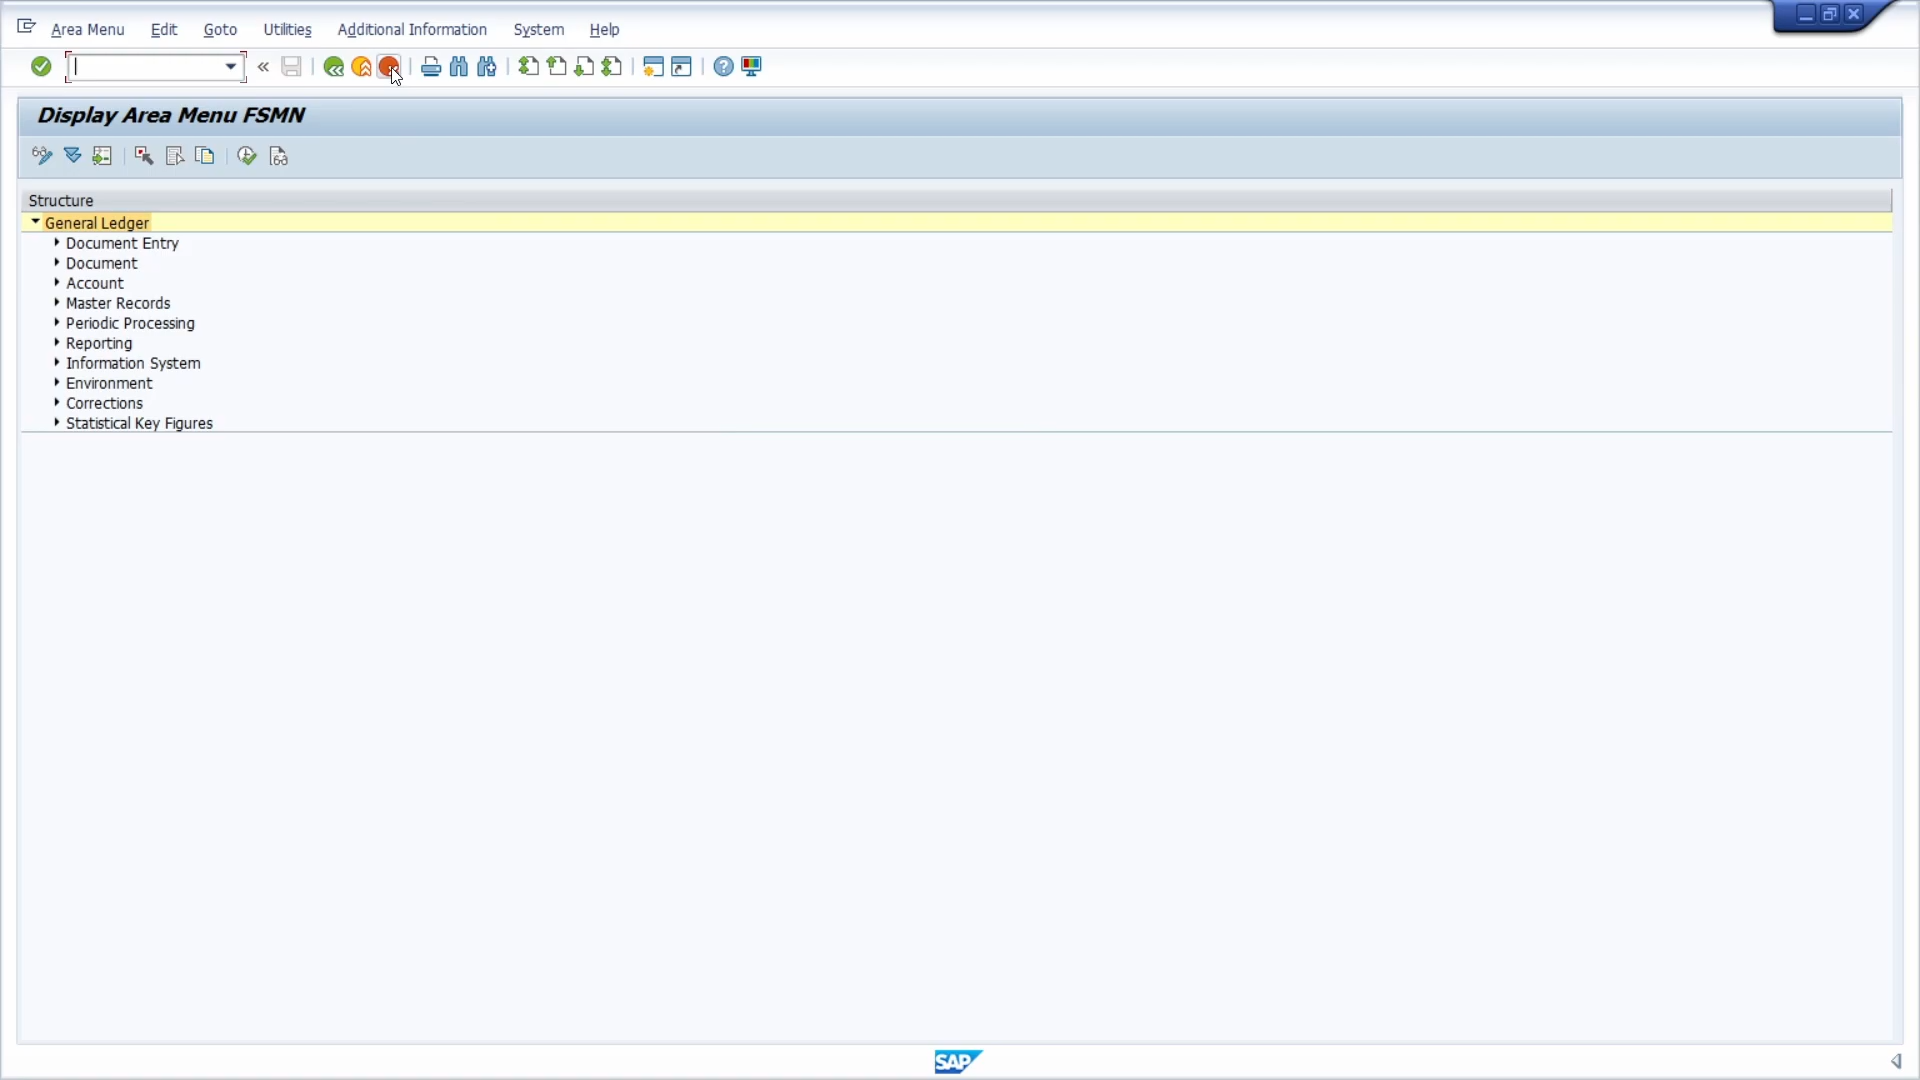 Area Menu Edit Goto Utilities Additional Information System Help
Display Area Menu FSMN
Structure
General Ledger
Document Entry
Document
Account
Master Records
Periodic Processing
Reporting
Information System
Environment
Corrections
Statistical Key Figures
SAP